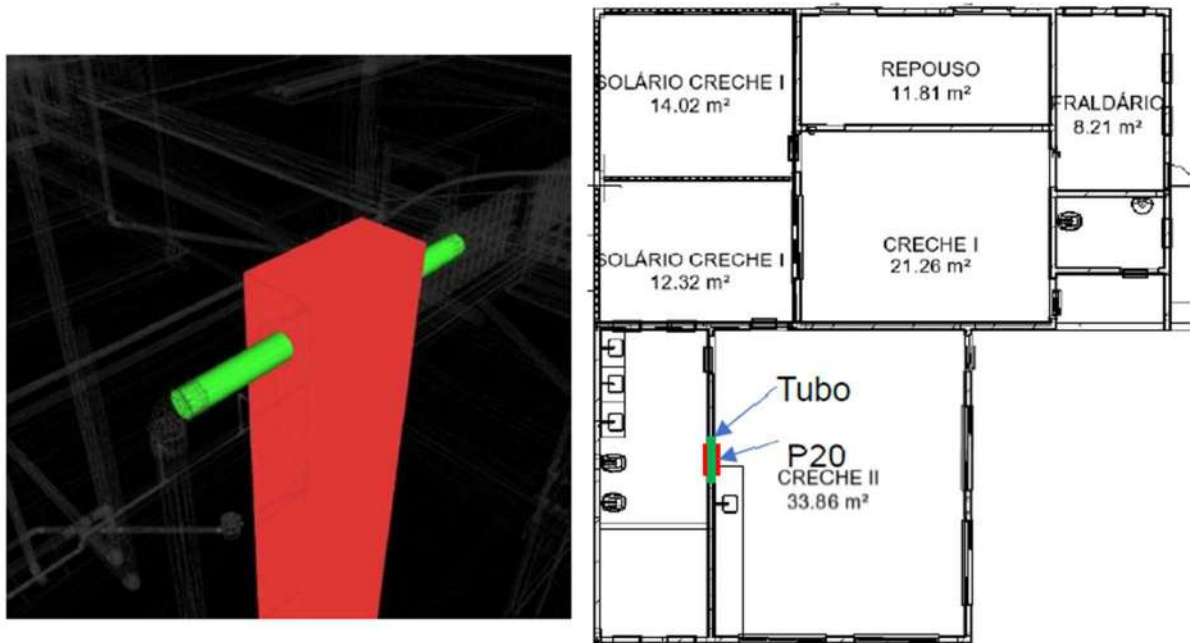 SOLÁRIO CRECHE I
14.02 m²
REPOUSO
11.81 m²
FRALDÁRIO
8.21 m²
SOLÁRIO CRECHE I
12.32 m²
CRECHE I
21.26 m²
Tubo
P20
CRECHE II
33.86 m²